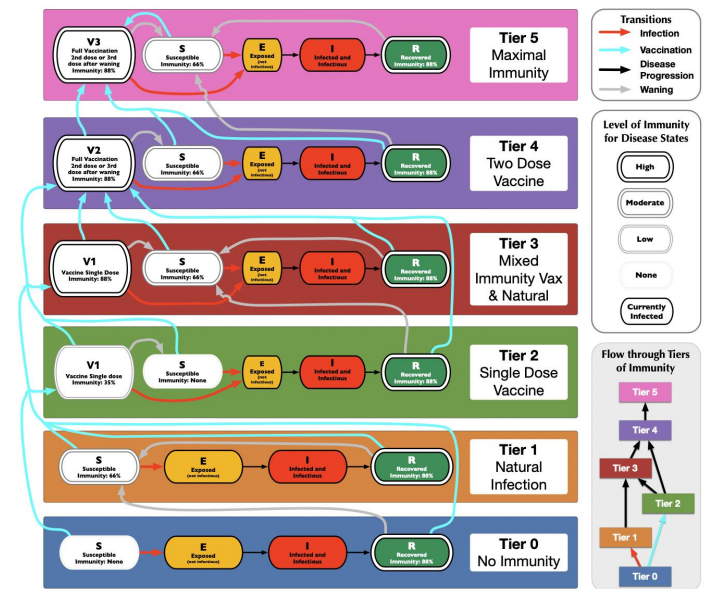 V3
Full Vaccination
2nd dose or 3rd
dose after waning
Immunity: 88%
S
Susceptible
Immunity: 66%
E
Exposed
(not
infectious)
I
Infected and
Infectious
R
Recovered
Immunity: 88%
Tier 5
Maximal
Immunity
V2
Full Vaccination
2nd dose or 3rd
dose after waning
Immunity: 88%
S
Susceptible
Immunity: 66%
E
Exposed
(not
infectious)
I
Infected and
Infectious
R
Recovered
Immunity: 88%
Tier 4
Two Dose
Vaccine
V1
Vaccine Single Dose
Immunity: 88%
S
Susceptible
Immunity: 66%
E
Exposed
(not
infectious)
I
Infected and
Infectious
R
Recovered
Immunity: 88%
Tier 3
Mixed
Immunity Vax
& Natural
V1
Vaccine Single dose
Immunity: 35%
S
Susceptible
Immunity: None
E
Exposed
(not
infectious)
I
Infected and
Infectious
R
Recovered
Immunity: 88%
Tier 2
Single Dose
Vaccine
S
Susceptible
Immunity: 66%
E
Exposed
(not infectious)
I
Infected and
Infectious
R
Recovered
Immunity: 88%
Tier 1
Natural
Infection
S
Susceptible
Immunity: None
E
Exposed
(not infectious)
I
Infected and
Infectious
R
Recovered
Immunity: 88%
Tier 0
No Immunity
Transitions
Infection
Vaccination
Disease
Progression
Waning
Level of Immunity
for Disease States
High
Moderate
Low
None
Currently
Infected
Flow through Tiers
of Immunity
Tier 5
Tier 4
Tier 3
Tier 2
Tier 1
Tier 0